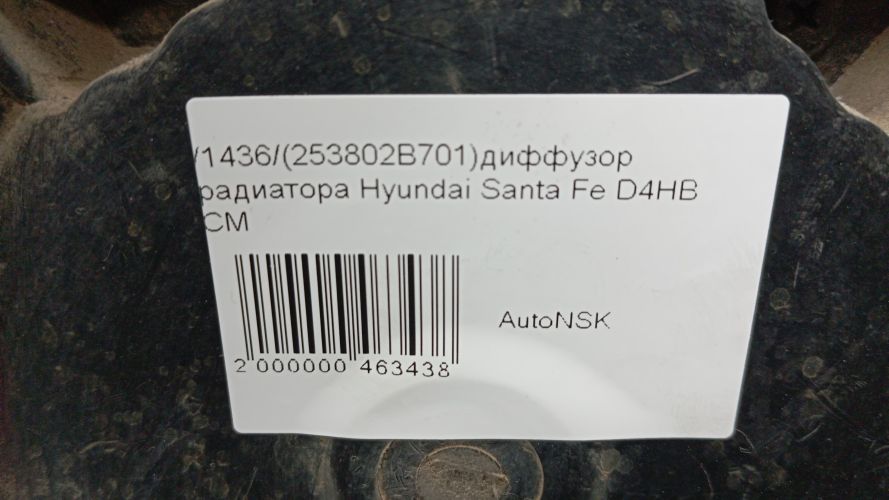 /1436/(253802B701)диффузор
радиатора Hyundai Santa Fe D4HB
CM
AutoNSK
2 000000 463438